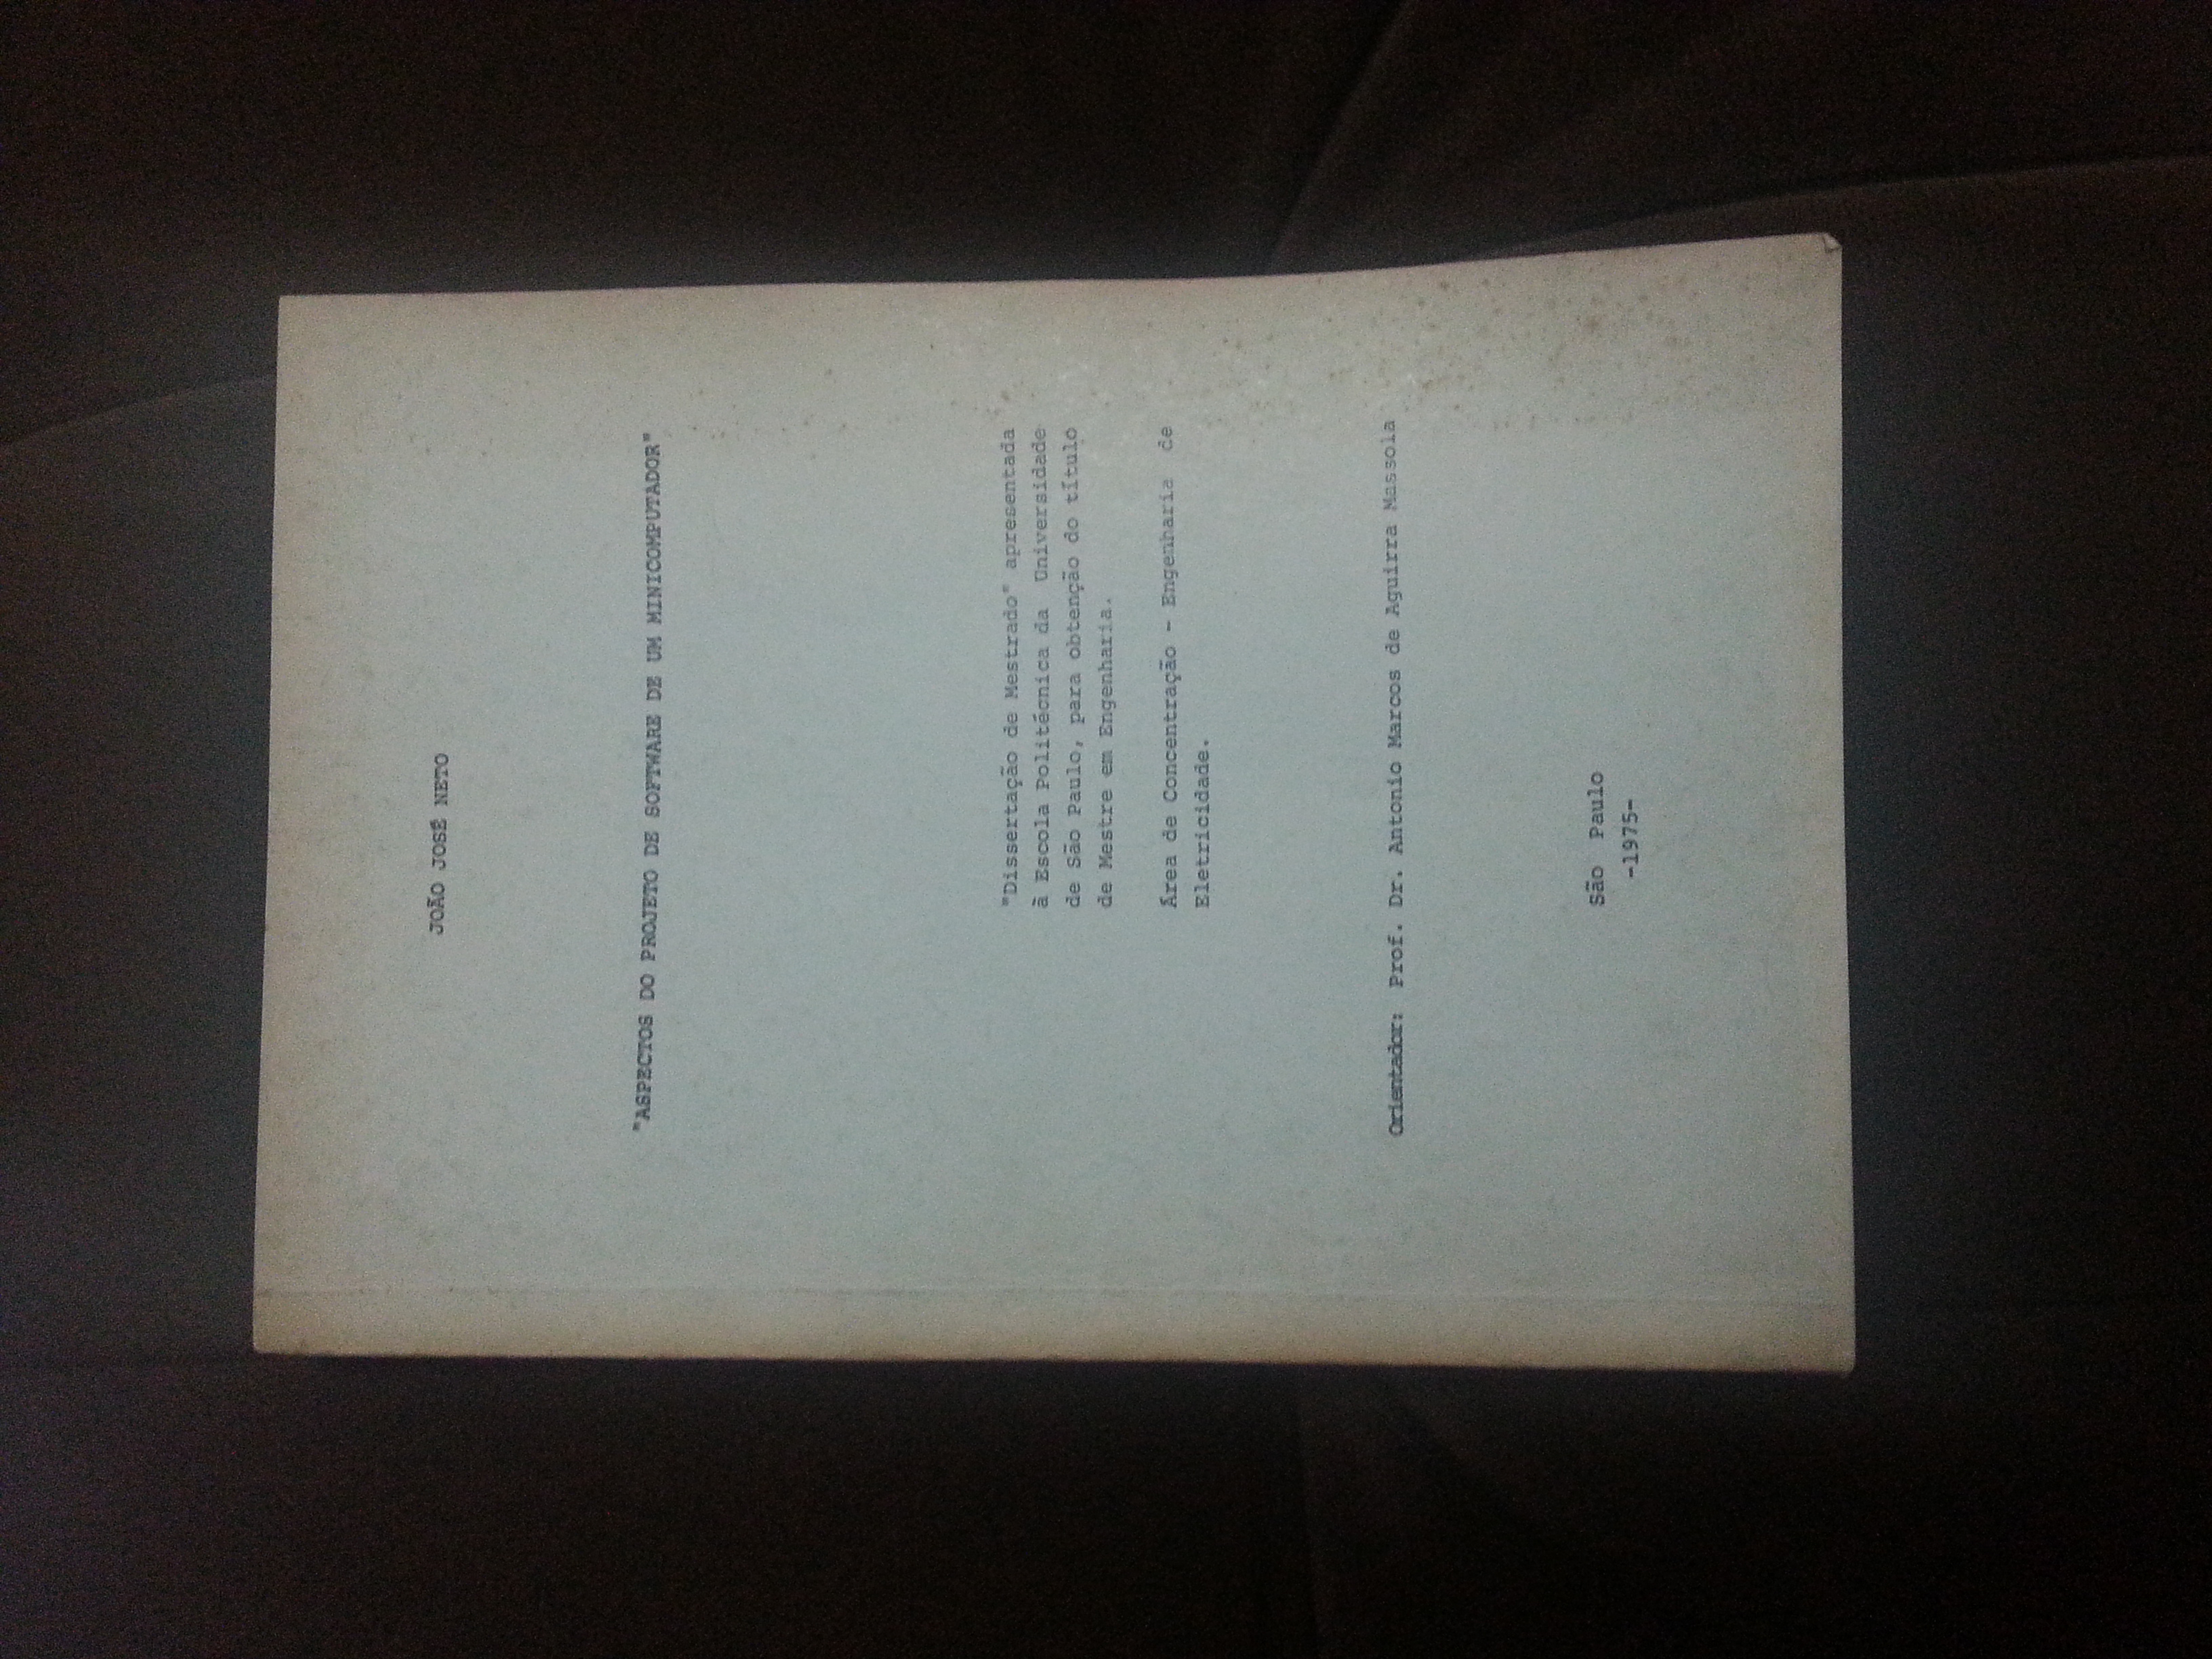 JOÃO JOSÉ NETO
"ASPECTOS DO PROJETO DE SOFTWARE DE UM MINICOMPUTADOR"
"Dissertação de Mestrado" apresentada
à Escola Politécnica da Universidade
de São Paulo, para obtenção do título
de Mestre em Engenharia.
Área de Concentração - Engenharia de
Eletricidade.
Orientador: Prof. Dr. Antonio Marcos de Aguirra Massola
São Paulo
-1975-